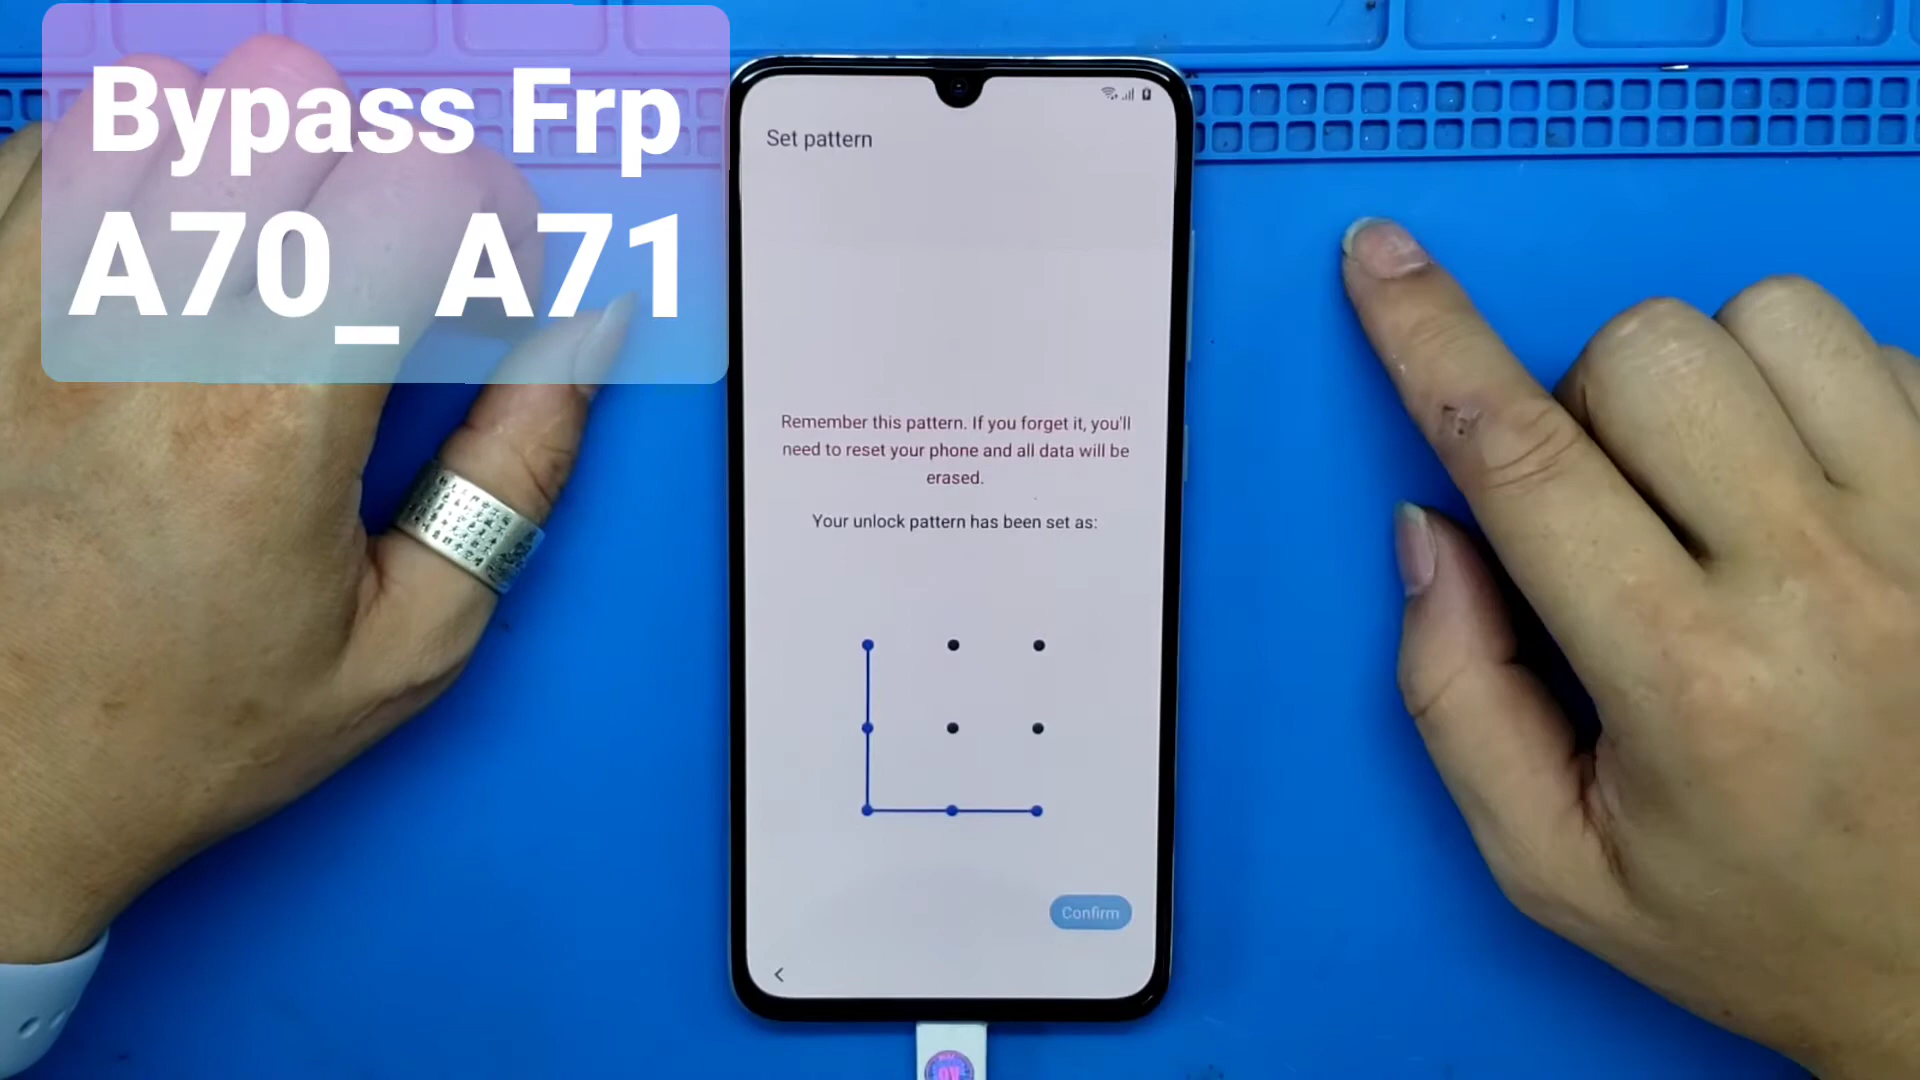 Bypass Frp
A70_ A71
Set pattern
Remember this pattern. If you forget it, you'll
need to reset your phone and all data will be
erased.
Your unlock pattern has been set as:
Confirm